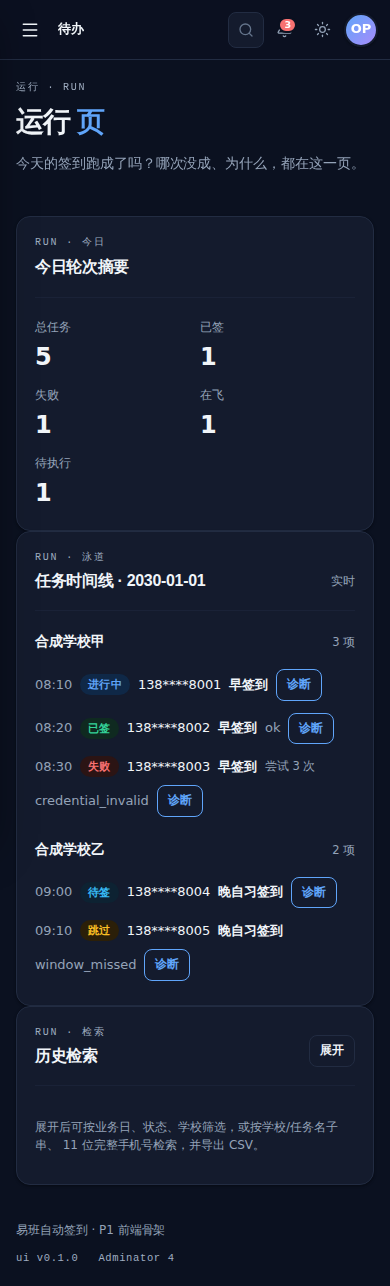 待办
3
OP
运行 · RUN
运行 页
今天的签到跑成了吗？哪次没成、为什么，都在这一页。
RUN · 今日
今日轮次摘要
总任务 已签
5 1
失败 在飞
1 1
待执行
1
RUN · 泳道
任务时间线 · 2030-01-01 实时
合成学校甲 3 项
08:10 进行中 138****8001 早签到 诊断
08:20 已签 138****8002 早签到 ok 诊断
08:30 失败 138****8003 早签到 尝试 3 次
credential_invalid 诊断
合成学校乙 2 项
09:00 待签 138****8004 晚自习签到 诊断
09:10 跳过 138****8005 晚自习签到
window_missed 诊断
RUN · 检索
历史检索 展开
展开后可按业务日、状态、学校筛选，或按学校/任务名子
串、 11 位完整手机号检索，并导出 CSV。
易班自动签到 · P1 前端骨架
ui v0.1.0 Adminator 4